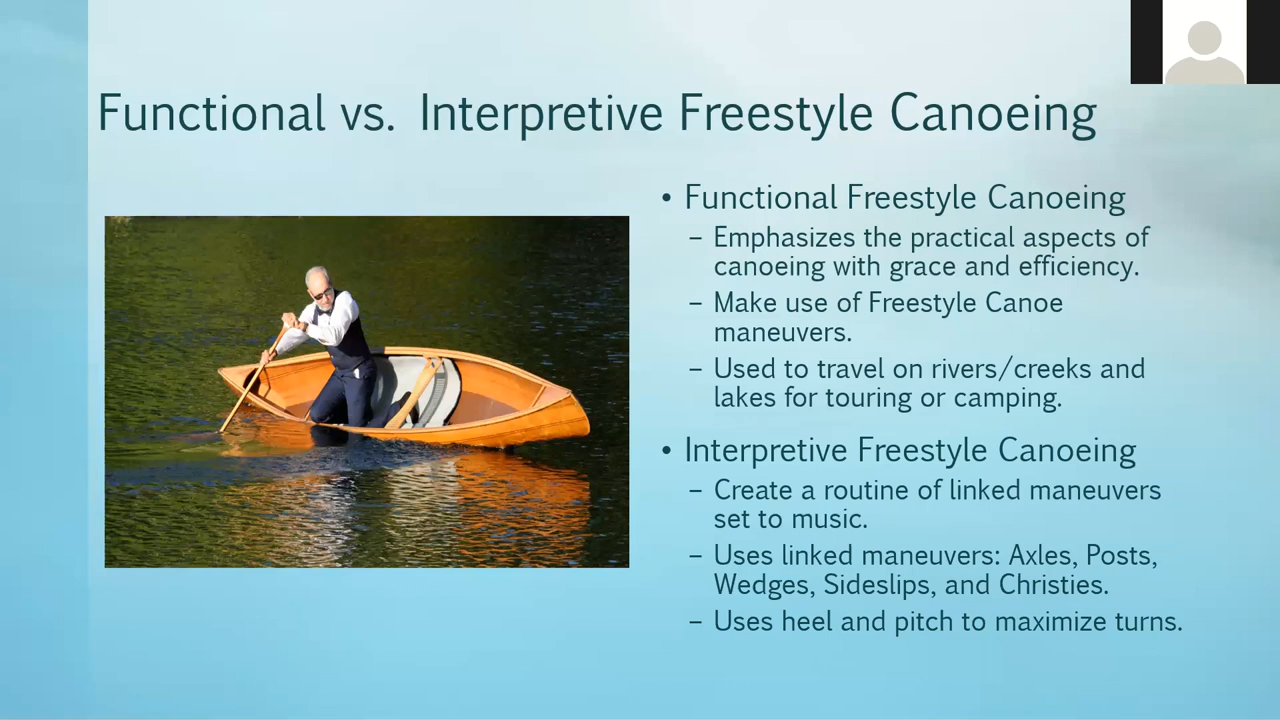 Functional vs. Interpretive Freestyle Canoeing
• Functional Freestyle Canoeing
– Emphasizes the practical aspects of
canoeing with grace and efficiency.
– Make use of Freestyle Canoe
maneuvers.
– Used to travel on rivers/creeks and
lakes for touring or camping.
• Interpretive Freestyle Canoeing
– Create a routine of linked maneuvers
set to music.
– Uses linked maneuvers: Axles, Posts,
Wedges, Sideslips, and Christies.
– Uses heel and pitch to maximize turns.